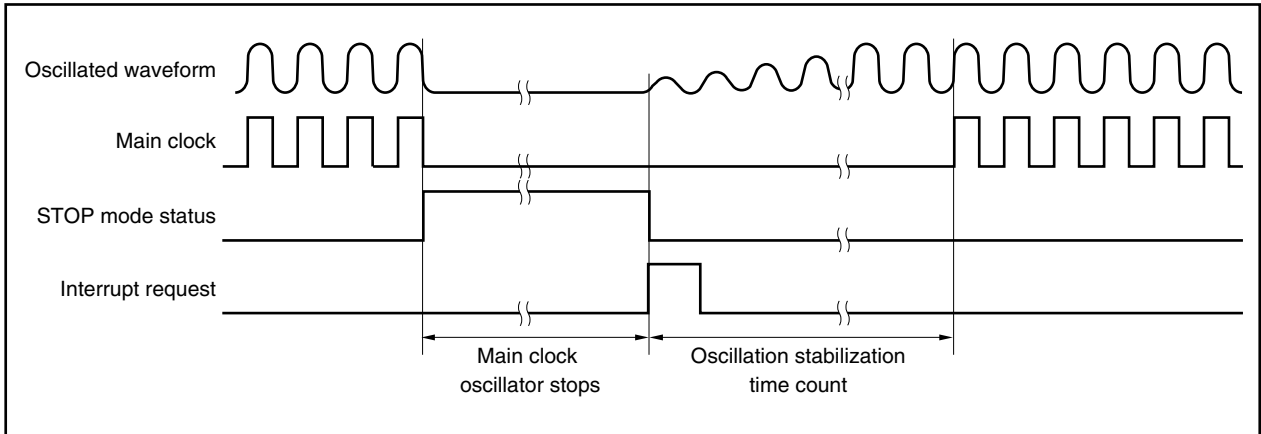 Oscillated waveform
Main clock
STOP mode status
Interrupt request
Main clock
oscillator stops
Oscillation stabilization
time count